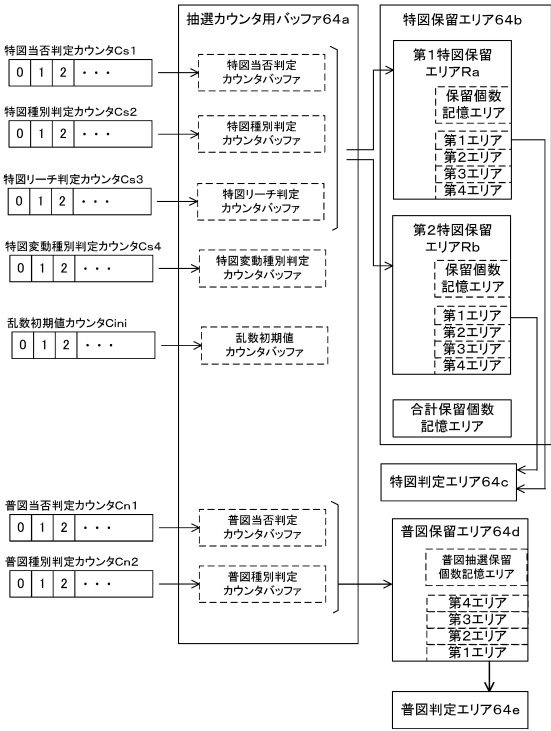 抽選カウンタ用バッファ64a
特図当否判定カウンタCs1
0 1 2 ・・・
特図当否判定
カウンタバッファ
特図種別判定カウンタCs2
0 1 2 ・・・
特図種別判定
カウンタバッファ
特図リーチ判定カウンタCs3
0 1 2 ・・・
特図リーチ判定
カウンタバッファ
特図変動種別判定カウンタCs4
0 1 2 ・・・
特図変動種別判定
カウンタバッファ
乱数初期値カウンタCini
0 1 2 ・・・
乱数初期値
カウンタバッファ
普図当否判定カウンタCn1
0 1 2 ・・・
普図当否判定
カウンタバッファ
普図種別判定カウンタCn2
0 1 2 ・・・
普図種別判定
カウンタバッファ
特図保留エリア64b
第1特図保留
エリアRa
保留個数
記憶エリア
第1エリア
第2エリア
第3エリア
第4エリア
第2特図保留
エリアRb
保留個数
記憶エリア
第1エリア
第2エリア
第3エリア
第4エリア
合計保留個数
記憶エリア
特図判定エリア64c
普図保留エリア64d
普図抽選保留
個数記憶エリア
第4エリア
第3エリア
第2エリア
第1エリア
普図判定エリア64e